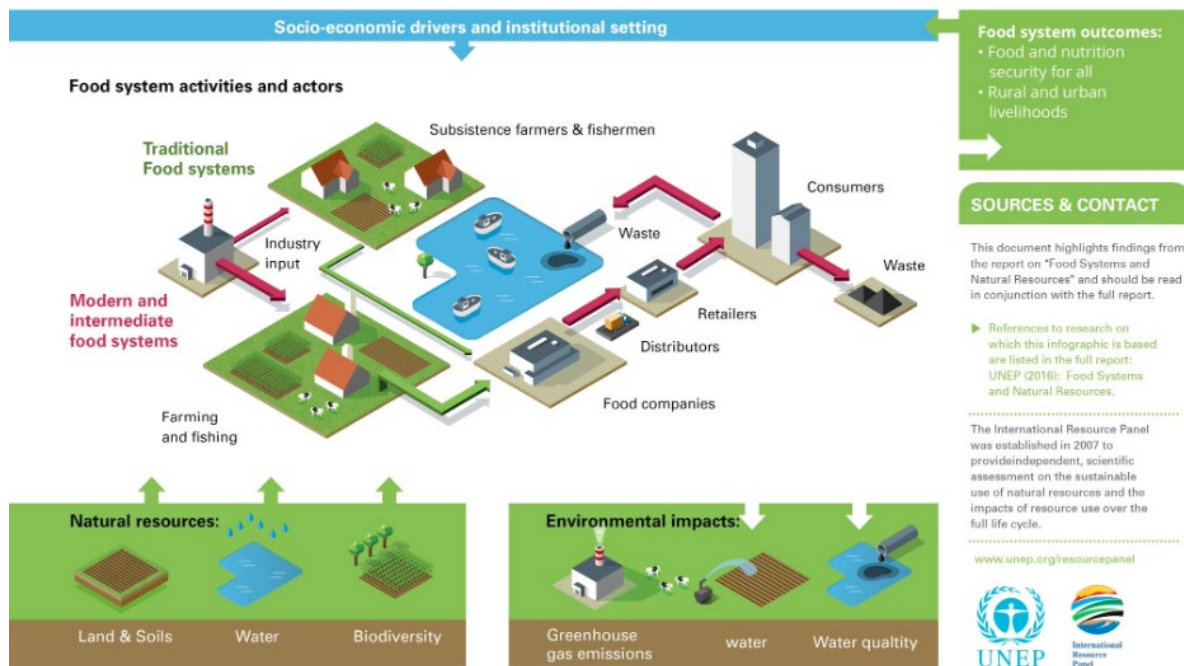 Socio-economic drivers and institutional setting
Food system activities and actors
Traditional
Food systems
Subsistence farmers & fishermen
Industry
input
Modern and
intermediate
food systems
Farming
and fishing
Waste
Consumers
Waste
Retailers
Distributors
Food companies
Natural resources:
Land & Soils
Water
Biodiversity
Environmental impacts:
Greenhouse
gas emissions
water
Water qualtity
Food system outcomes:
• Food and nutrition
security for all
• Rural and urban
livelihoods
SOURCES & CONTACT
This document highlights findings from
the report on "Food Systems and
Natural Resources" and should be read
in conjunction with the full report.
References to research on
which this infographic is based
are listed in the full report:
UNEP (2016): Food Systems
and Natural Resources.
The International Resource Panel
was established in 2007 to
provideindependent, scientific
assessment on the sustainable
use of natural resources and the
impacts of resource use over the
full life cycle.
www.unep.org/resourcepanel
UNEP
International
Resource
Panel